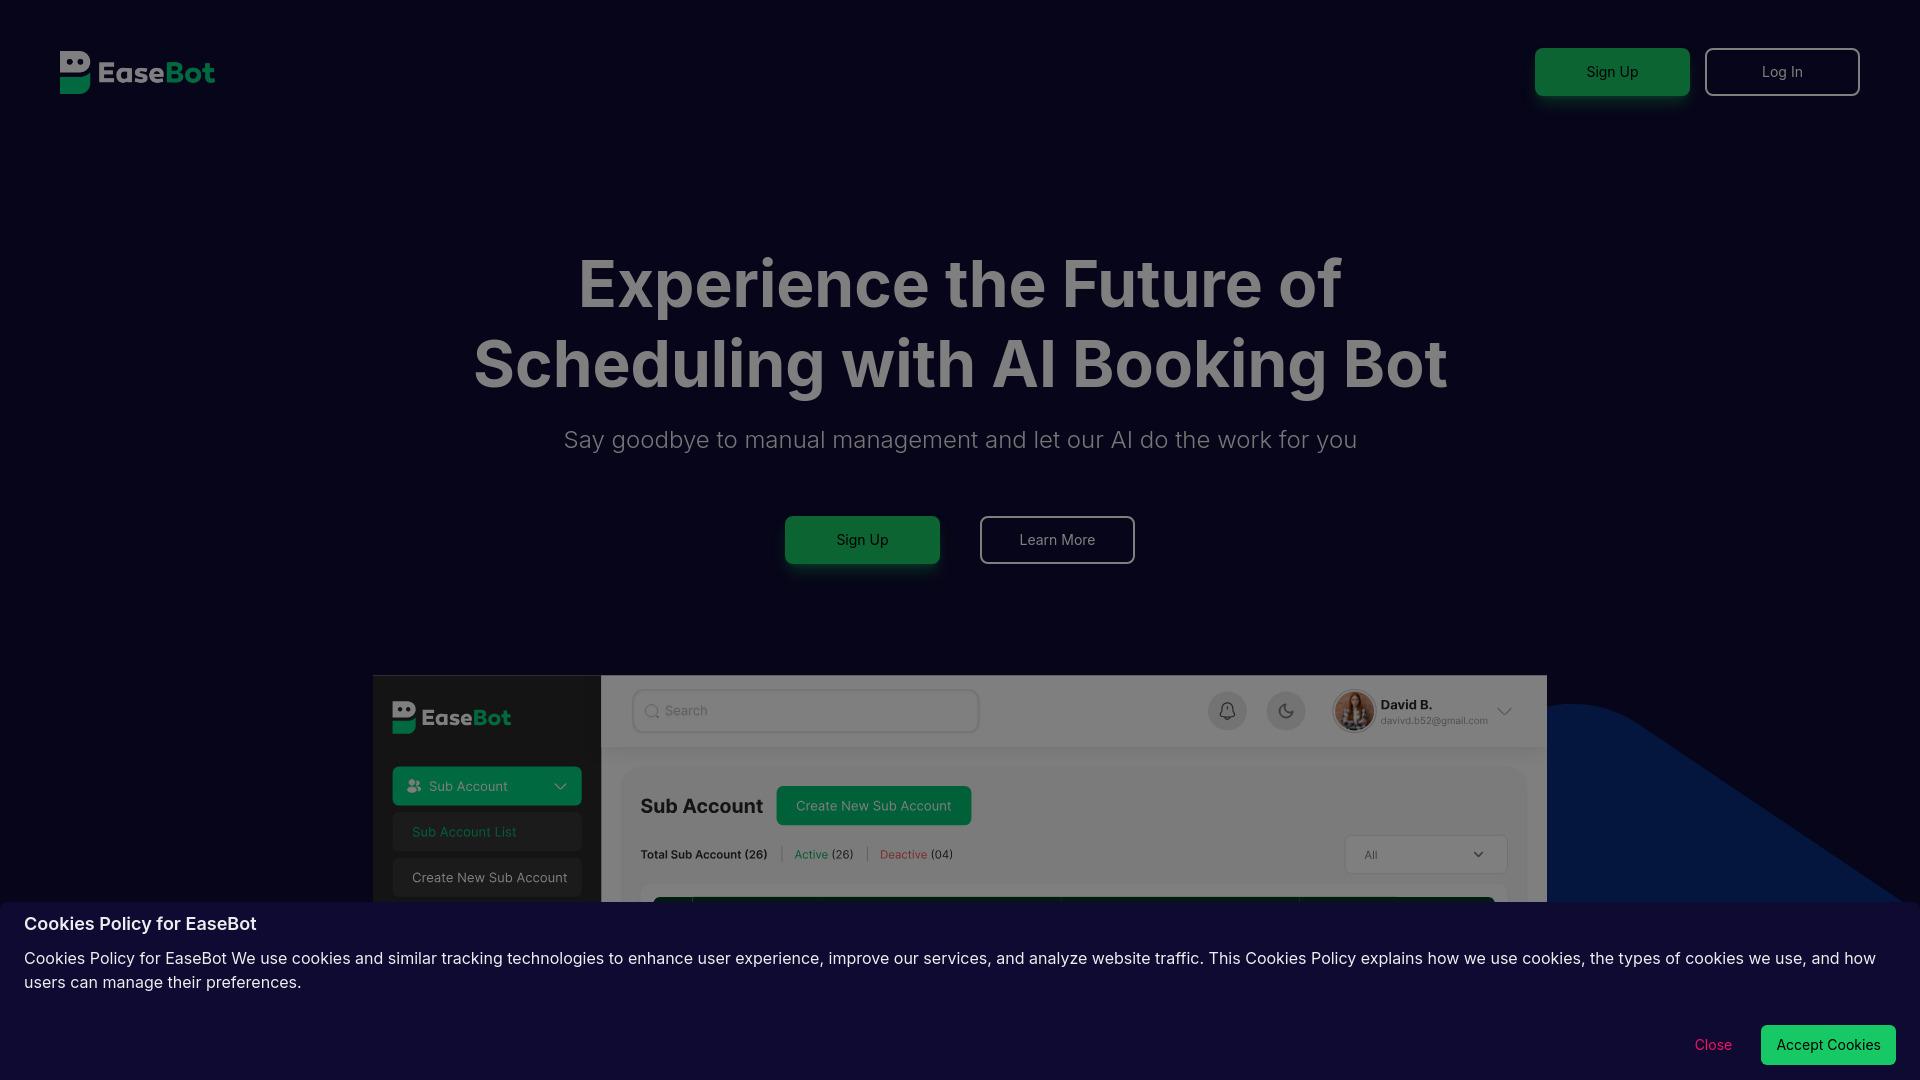 EaseBot
Sign Up
Log In
Experience the Future of
Scheduling with AI Booking Bot
Say goodbye to manual management and let our AI do the work for you
Sign Up
Learn More
EaseBot
Search
David B.
davivd.b52@gmail.com
Sub Account
Sub Account
Create New Sub Account
Sub Account List
Total Sub Account (26)
Active (26)
Deactive (04)
All
Create New Sub Account
Cookies Policy for EaseBot
Cookies Policy for EaseBot We use cookies and similar tracking technologies to enhance user experience, improve our services, and analyze website traffic. This Cookies Policy explains how we use cookies, the types of cookies we use, and how
users can manage their preferences.
Close
Accept Cookies